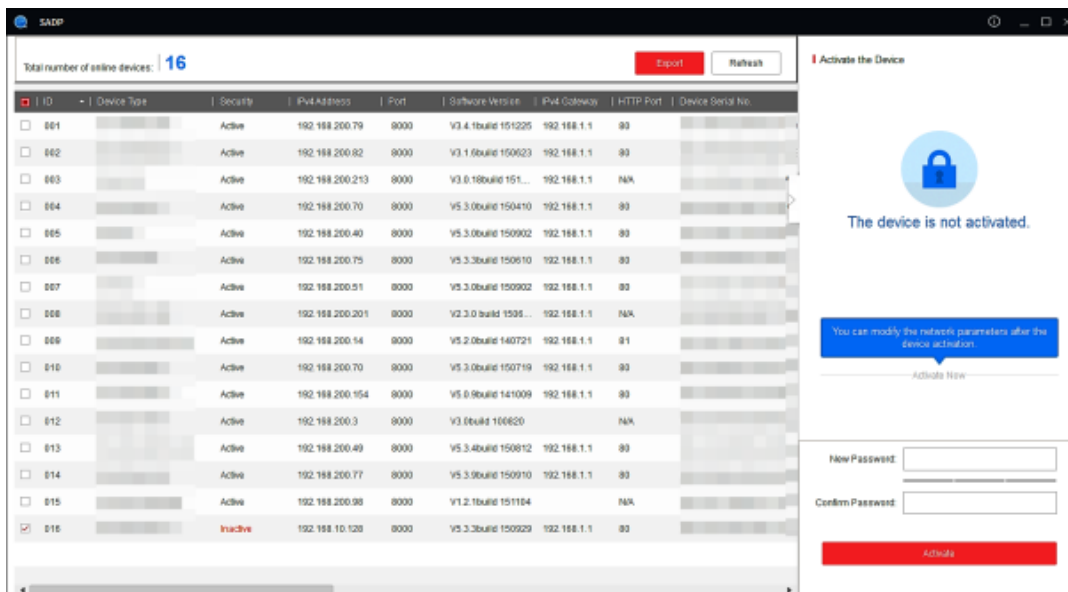 SADP
Total number of online devices: 16
Export
Refresh
ID | Device Type | Security | IPv4 Address | Port | Software Version | IPv4 Gateway | HTTP Port | Device Serial No.
001 Active 192.168.200.79 8000 V3.4.1build 151225 192.168.1.1 80
002 Active 192.168.200.82 8000 V3.1.6build 150623 192.168.1.1 80
003 Active 192.168.200.213 8000 V3.0.18build 151... 192.168.1.1 N/A
004 Active 192.168.200.70 8000 V5.3.0build 150410 192.168.1.1 80
005 Active 192.168.200.40 8000 V5.3.0build 150902 192.168.1.1 80
006 Active 192.168.200.75 8000 V5.3.3build 150610 192.168.1.1 80
007 Active 192.168.200.51 8000 V5.3.0build 150902 192.168.1.1 80
008 Active 192.168.200.201 8000 V2.3.0 build 1506... 192.168.1.1 N/A
009 Active 192.168.200.14 8000 V5.2.0build 140721 192.168.1.1 81
010 Active 192.168.200.70 8000 V5.3.0build 150719 192.168.1.1 80
011 Active 192.168.200.154 8000 V5.0.9build 141009 192.168.1.1 80
012 Active 192.168.200.3 8000 V3.0build 100820 N/A
013 Active 192.168.200.49 8000 V5.3.4build 150812 192.168.1.1 80
014 Active 192.168.200.77 8000 V5.3.9build 150910 192.168.1.1 80
015 Active 192.168.200.98 8000 V1.2.1build 151104 N/A
016 Inactive 192.168.10.128 8000 V5.3.3build 150929 192.168.1.1 80
Activate the Device
The device is not activated.
You can modify the network parameters after the
device activation.
Activate Now
New Password:
Confirm Password:
Activate